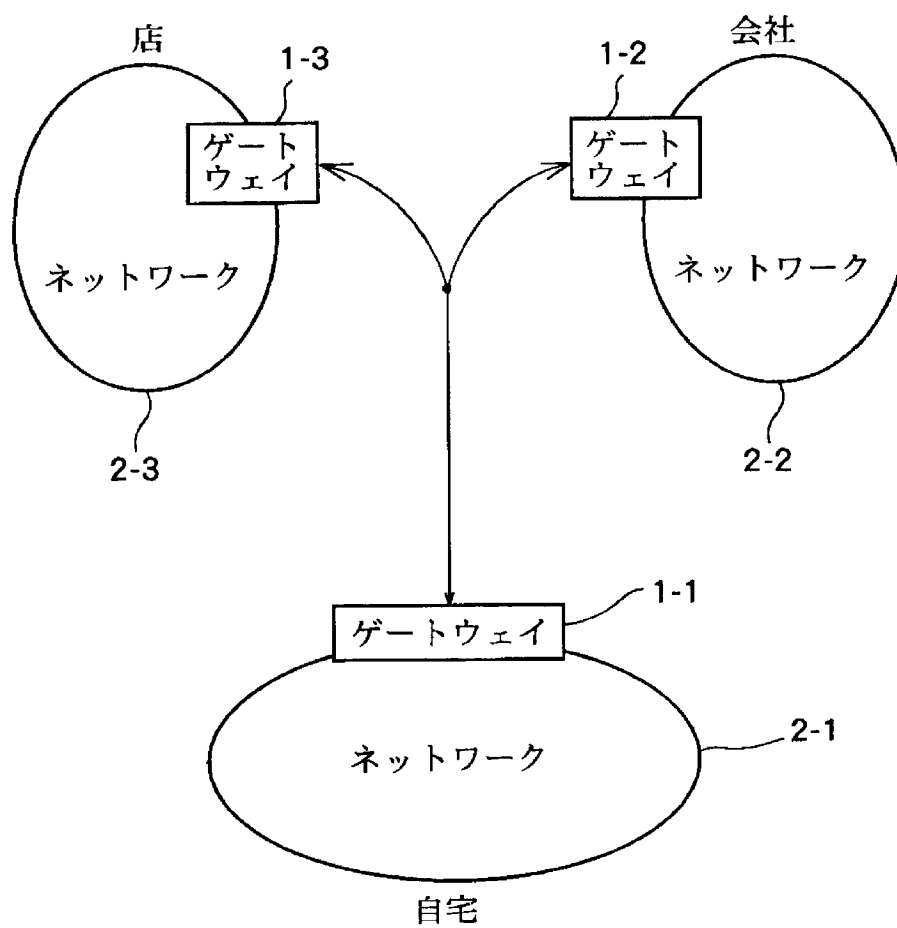 店
1-3
ゲート
ウェイ
ネットワーク
2-3
会社
1-2
ゲート
ウェイ
ネットワーク
2-2
1-1
ゲートウェイ
ネットワーク
2-1
自宅